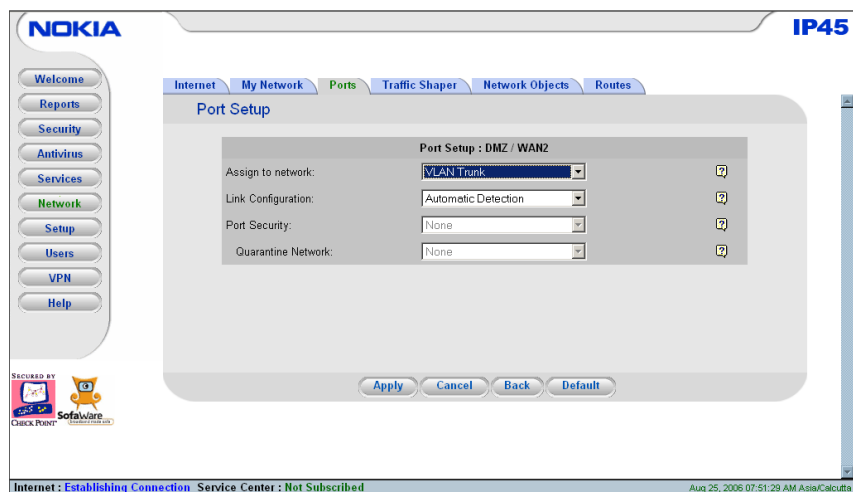 NOKIA
IP45
Welcome
Reports
Security
Antivirus
Services
Network
Setup
Users
VPN
Help
Internet My Network Ports Traffic Shaper Network Objects Routes
Port Setup
Port Setup : DMZ / WAN2
Assign to network: VLAN Trunk
Link Configuration: Automatic Detection
Port Security: None
Quarantine Network: None
Apply Cancel Back Default
SECURED BY
CHECK POINT
SofaWare
Internet : Establishing Connection Service Center : Not Subscribed
Aug 25, 2006 07:51:29 AM Asia/Calcutta